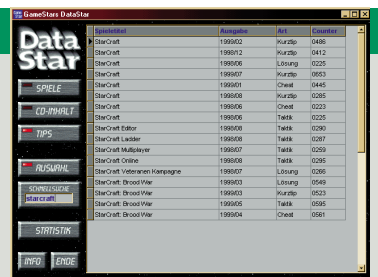 GameStars DataStar
Data
Star
SPIELE
CD-INHALT
TIPS
AUSWAHL
SCHNELLSUCHE
starcraft
STATISTIK
INFO ENDE
Spieletitel Ausgabe Art Counter
StarCraft 1999/02 Kurztip 0486
StarCraft 1998/12 Kurztip 0412
StarCraft 1998/06 Lösung 0225
StarCraft 1999/07 Kurztip 0653
StarCraft 1999/01 Cheat 0445
StarCraft 1998/08 Kurztip 0285
StarCraft 1998/06 Cheat 0223
StarCraft 1998/06 Taktik 0225
StarCraft Editor 1998/08 Taktik 0290
StarCraft Ladder 1998/08 Taktik 0287
StarCraft Multiplayer 1998/07 Taktik 0259
StarCraft Online 1998/08 Taktik 0295
StarCraft Veteranen Kampagne 1998/07 Lösung 0266
StarCraft: Brood War 1999/03 Lösung 0549
StarCraft: Brood War 1999/03 Kurztip 0523
StarCraft: Brood War 1999/05 Taktik 0595
StarCraft: Brood War 1999/04 Cheat 0561